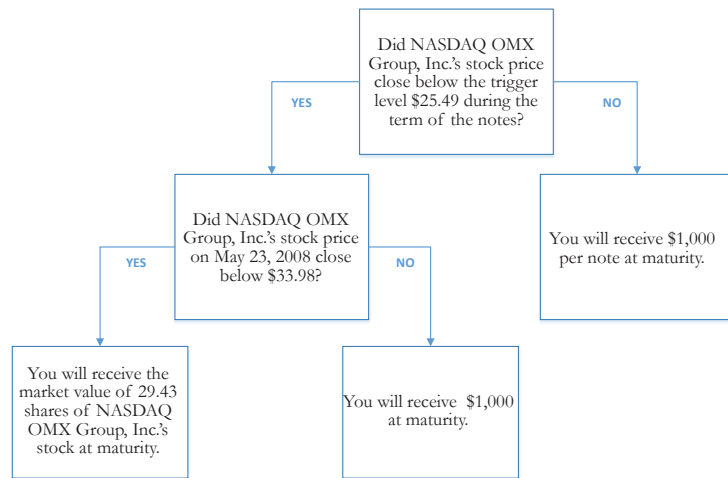 Did NASDAQ OMX
Group, Inc.'s stock price
close below the trigger
level $25.49 during the
term of the notes?
YES
NO
Did NASDAQ OMX
Group, Inc.'s stock price
on May 23, 2008 close
below $33.98?
You will receive $1,000
per note at maturity.
YES
NO
You will receive the
market value of 29.43
shares of NASDAQ
OMX Group, Inc.'s
stock at maturity.
You will receive $1,000
at maturity.